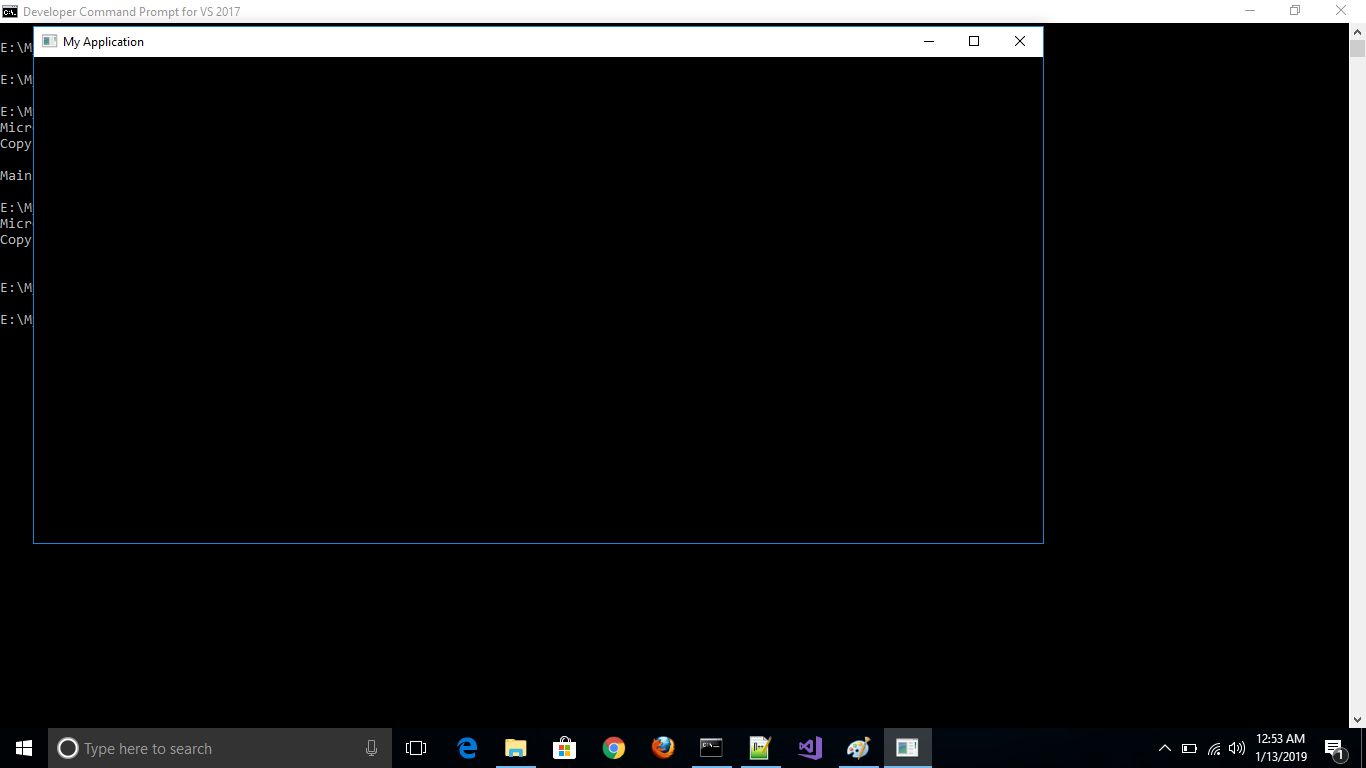 Developer Command Prompt for VS 2017
My Application
E:\M
E:\M
E:\M
Micr
Copy
Main
E:\M
Micr
Copy
E:\M
E:\M
Type here to search
12:53 AM
1/13/2019
1